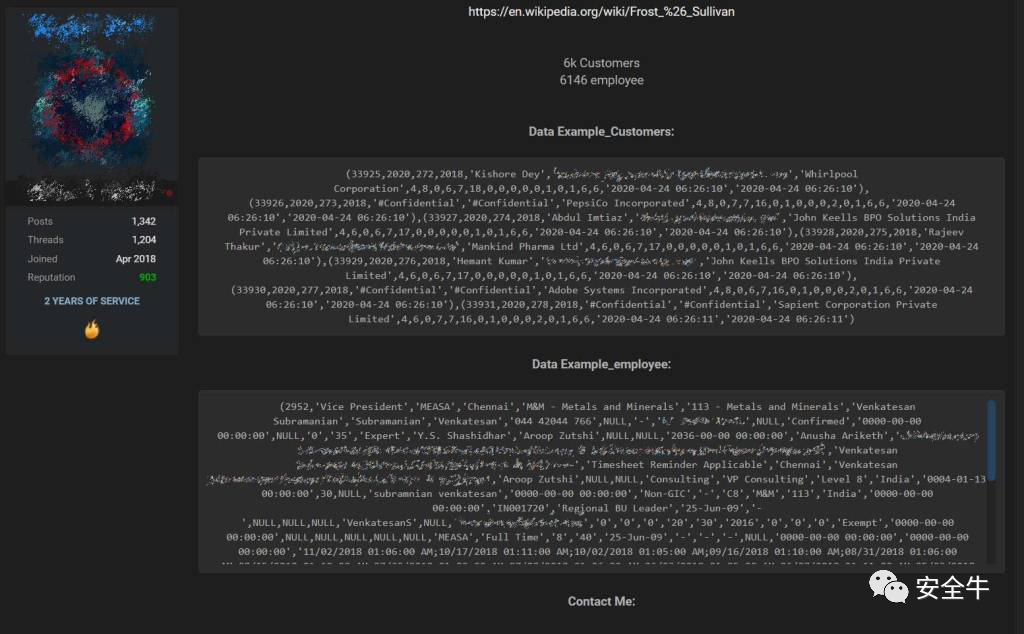 https://en.wikipedia.org/wiki/Frost_%26_Sullivan
6k Customers
6146 employee
Data Example_Customers:
(33925,2020,272,2018,'Kishore Dey',' ','Whirlpool
Corporation',4,8,0,6,7,18,0,0,0,0,0,1,0,1,6,6,'2020-04-24 06:26:10','2020-04-24 06:26:10'),
(33926,2020,273,2018,'#Confidential','#Confidential','PepsiCo Incorporated',4,8,0,7,7,16,0,1,0,0,0,2,0,1,6,6,'2020-04-24
06:26:10','2020-04-24 06:26:10'),(33927,2020,274,2018,'Abdul Imtiaz',' ','John Keells BPO Solutions India
Private Limited',4,6,0,6,7,17,0,0,0,0,0,1,0,1,6,6,'2020-04-24 06:26:10','2020-04-24 06:26:10'),(33928,2020,275,2018,'Rajeev
Thakur',' ','Mankind Pharma Ltd',4,6,0,6,7,17,0,0,0,0,0,1,0,1,6,6,'2020-04-24 06:26:10','2020-04-24
06:26:10'),(33929,2020,276,2018,'Hemant Kumar',' ','John Keells BPO Solutions India Private
Limited',4,6,0,6,7,17,0,0,0,0,0,1,0,1,6,6,'2020-04-24 06:26:10','2020-04-24 06:26:10'),
(33930,2020,277,2018,'#Confidential','#Confidential','Adobe Systems Incorporated',4,8,0,7,16,0,1,0,0,0,2,0,1,6,6,'2020-04-24
06:26:10','2020-04-24 06:26:10'),(33931,2020,278,2018,'#Confidential','#Confidential','Sapient Corporation Private
Limited',4,6,0,7,7,16,0,1,0,0,0,2,0,1,6,6,'2020-04-24 06:26:11','2020-04-24 06:26:11')
Posts 1,342
Threads 1,204
Joined Apr 2018
Reputation 903
2 YEARS OF SERVICE
Data Example_employee:
(2952,'Vice President','MEASA','Chennai','M&M - Metals and Minerals','113 - Metals and Minerals','Venkatesan
Subramanian','Subramanian','Venkatesan','044 42044 766',NULL,'-',' ',NULL,'Confirmed','0000-00-00
00:00:00',NULL,'0','35','Expert','Y.S. Shashidhar','Aroop Zutshi',NULL,NULL,'2036-00-00 00:00:00','Anusha Ariketh',
,'Venkatesan
,'Timesheet Reminder Applicable','Chennai','Venkatesan
,'Aroop Zutshi',NULL,NULL,'Consulting','VP Consulting','Level 8','India','0004-01-13
00:00:00',30,NULL,'subramnian venkatesan','0000-00-00 00:00:00','Non-GIC','-','C8','M&M','113','India','0000-00-00
00:00:00','IN001720','Regional BU Leader','25-Jun-09','-
',NULL,NULL,NULL,'VenkatesanS',NULL,' ','0','0','0','20','30','2016','0','0','0','Exempt','0000-00-00
00:00:00',NULL,NULL,NULL,NULL,NULL,'MEASA','Full Time','8','40','25-Jun-09','-','-','-',NULL,'0000-00-00 00:00:00','0000-00-00
00:00:00','11/02/2018 01:06:00 AM;10/17/2018 01:11:00 AM;10/02/2018 01:05:00 AM;09/16/2018 01:10:00 AM;08/31/2018 01:06:00
Contact Me:
安全牛